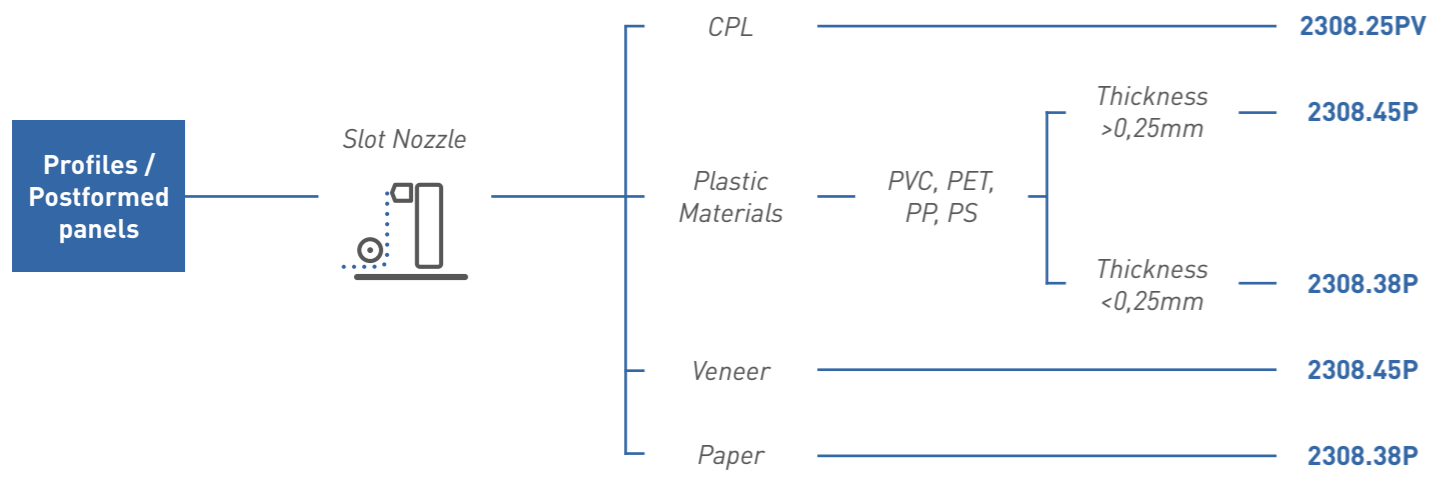 Profiles /
Postformed
panels
Slot Nozzle
CPL
2308.25PV
Plastic
Materials
PVC, PET,
PP, PS
Thickness
>0,25mm
2308.45P
Thickness
<0,25mm
2308.38P
Veneer
2308.45P
Paper
2308.38P